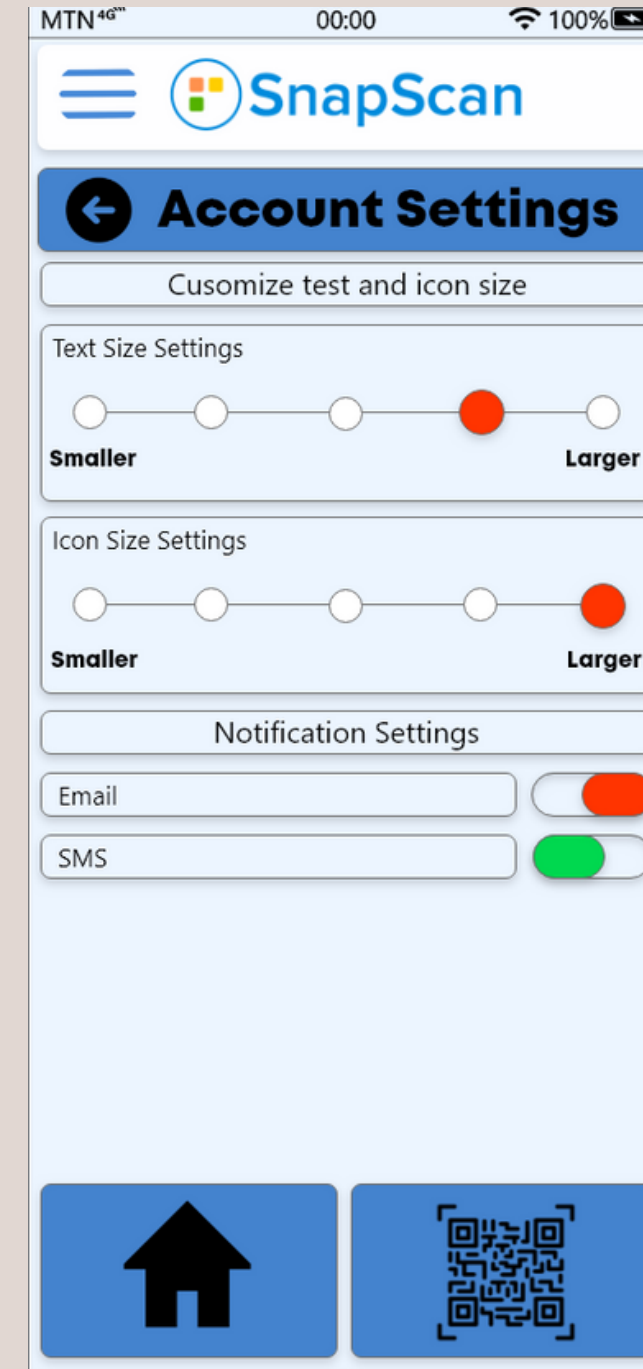 MTN 4G 00:00 100%
SnapScan
Account Settings
Cusomize test and icon size
Text Size Settings
Smaller Larger
Icon Size Settings
Smaller Larger
Notification Settings
Email
SMS